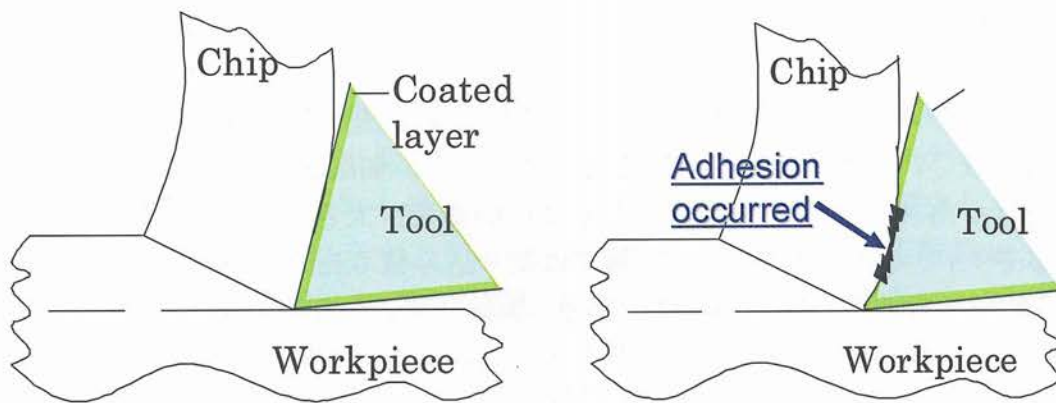 Chip
Coated
layer
Tool
Workpiece
Chip
Adhesion
occurred
Tool
Workpiece